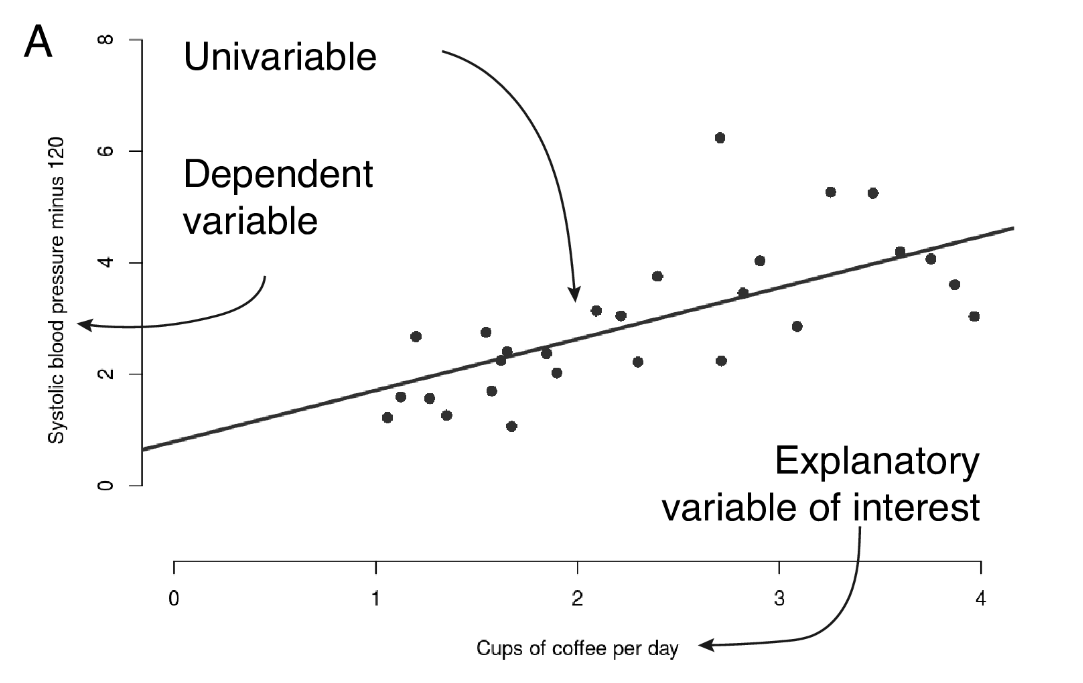 A
Univariable
Dependent
variable
Systolic blood pressure minus 120
8
6
4
2
0
Explanatory
variable of interest
0 1 2 3 4
Cups of coffee per day